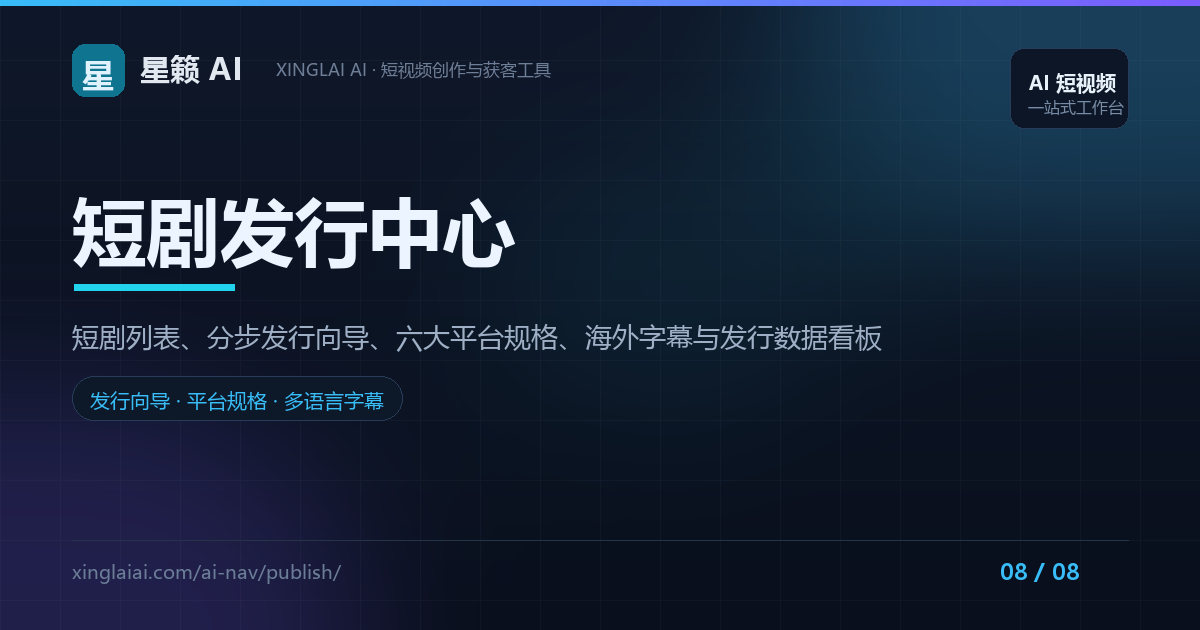 星
星籁 AI
XINGLAI AI · 短视频创作与获客工具
AI 短视频
一站式工作台
短剧发行中心
短剧列表、分步发行向导、六大平台规格、海外字幕与发行数据看板
发行向导 · 平台规格 · 多语言字幕
xinglaiai.com/ai-nav/publish/
08 / 08